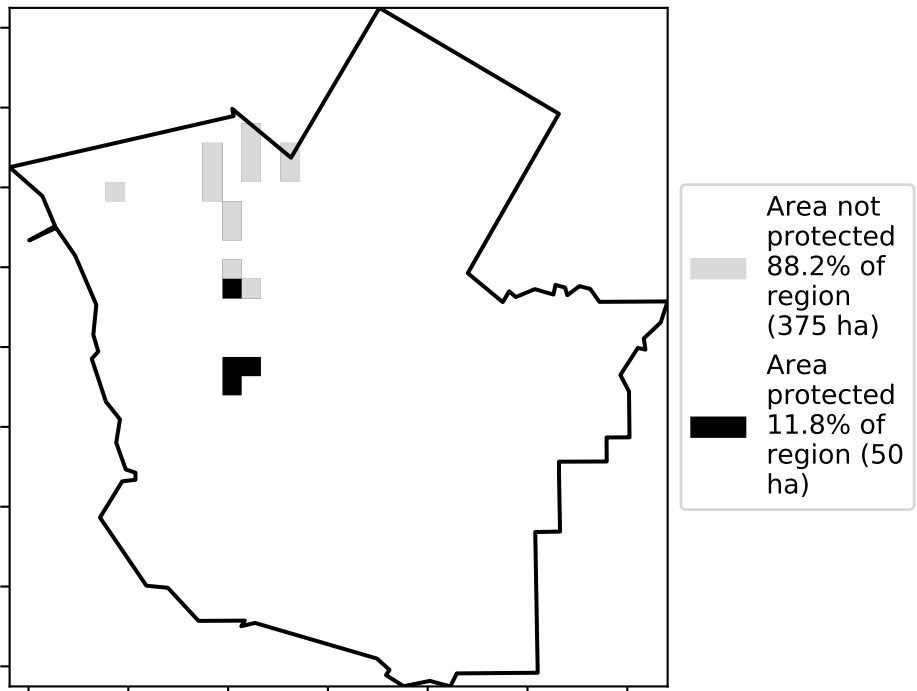 Area not
protected
88.2% of
region
(375 ha)
Area
protected
11.8% of
region (50
ha)